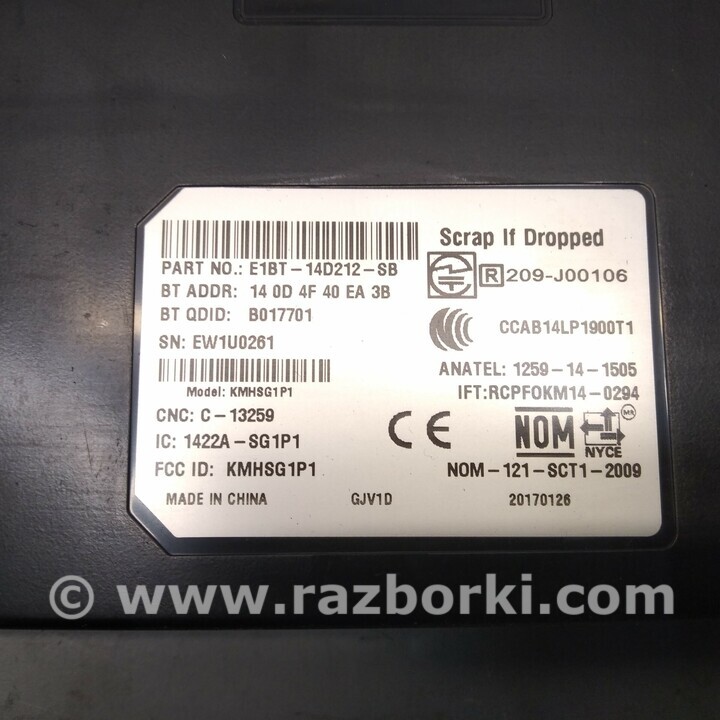 Scrap If Dropped
PART NO.: E1BT-14D212-SB
R 209-J00106
BT ADDR: 14 0D 4F 40 EA 3B
BT QDID: B017701
CCAB14LP1900T1
SN: EW1U0261
ANATEL: 1259-14-1505
Model: KMHSG1P1
IFT:RCPFOKM14-0294
CNC: C-13259
CE NOM MR
NYCE
IC: 1422A-SG1P1
FCC ID: KMHSG1P1
NOM-121-SCT1-2009
MADE IN CHINA GJV1D 20170126
© www.razborki.com